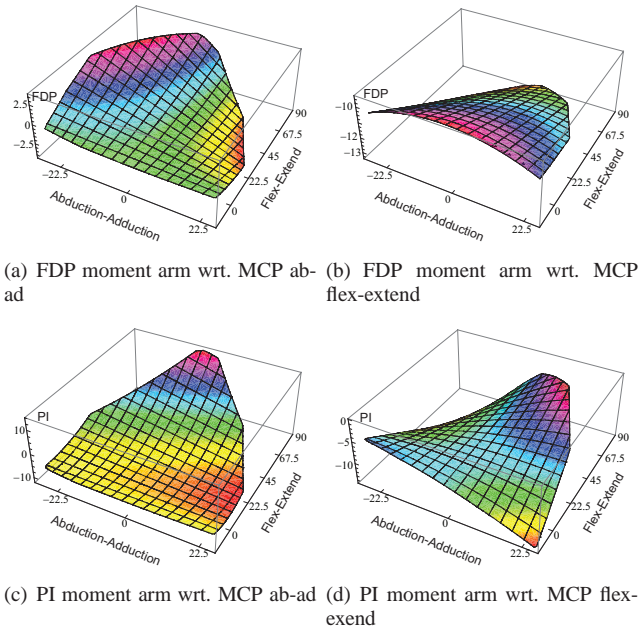 FDP
2.5
0
−2.5
−22.5
0
22.5
Abduction-Adduction
0
22.5
45
67.5
90
Flex-Extend
FDP
−10
−12
−13
−22.5
0
22.5
Abduction-Adduction
0
22.5
45
67.5
90
Flex-Extend
(a) FDP moment arm wrt. MCP ab-
ad
(b) FDP moment arm wrt. MCP
flex-extend
PI
10
0
−10
−22.5
0
22.5
Abduction-Adduction
0
22.5
45
67.5
90
Flex-Extend
PI
0
−5
−10
−22.5
0
22.5
Abduction-Adduction
0
22.5
45
67.5
90
Flex-Extend
(c) PI moment arm wrt. MCP ab-ad
(d) PI moment arm wrt. MCP flex-
exend